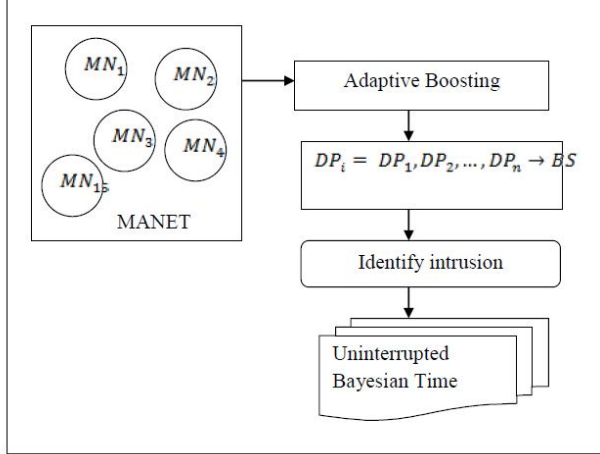 MN₁
MN₂
MN₃
MN₄
MN₁₅
MANET
Adaptive Boosting
DPᵢ = DP₁, DP₂, ..., DPₙ → BS
Identify intrusion
Uninterrupted
Bayesian Time